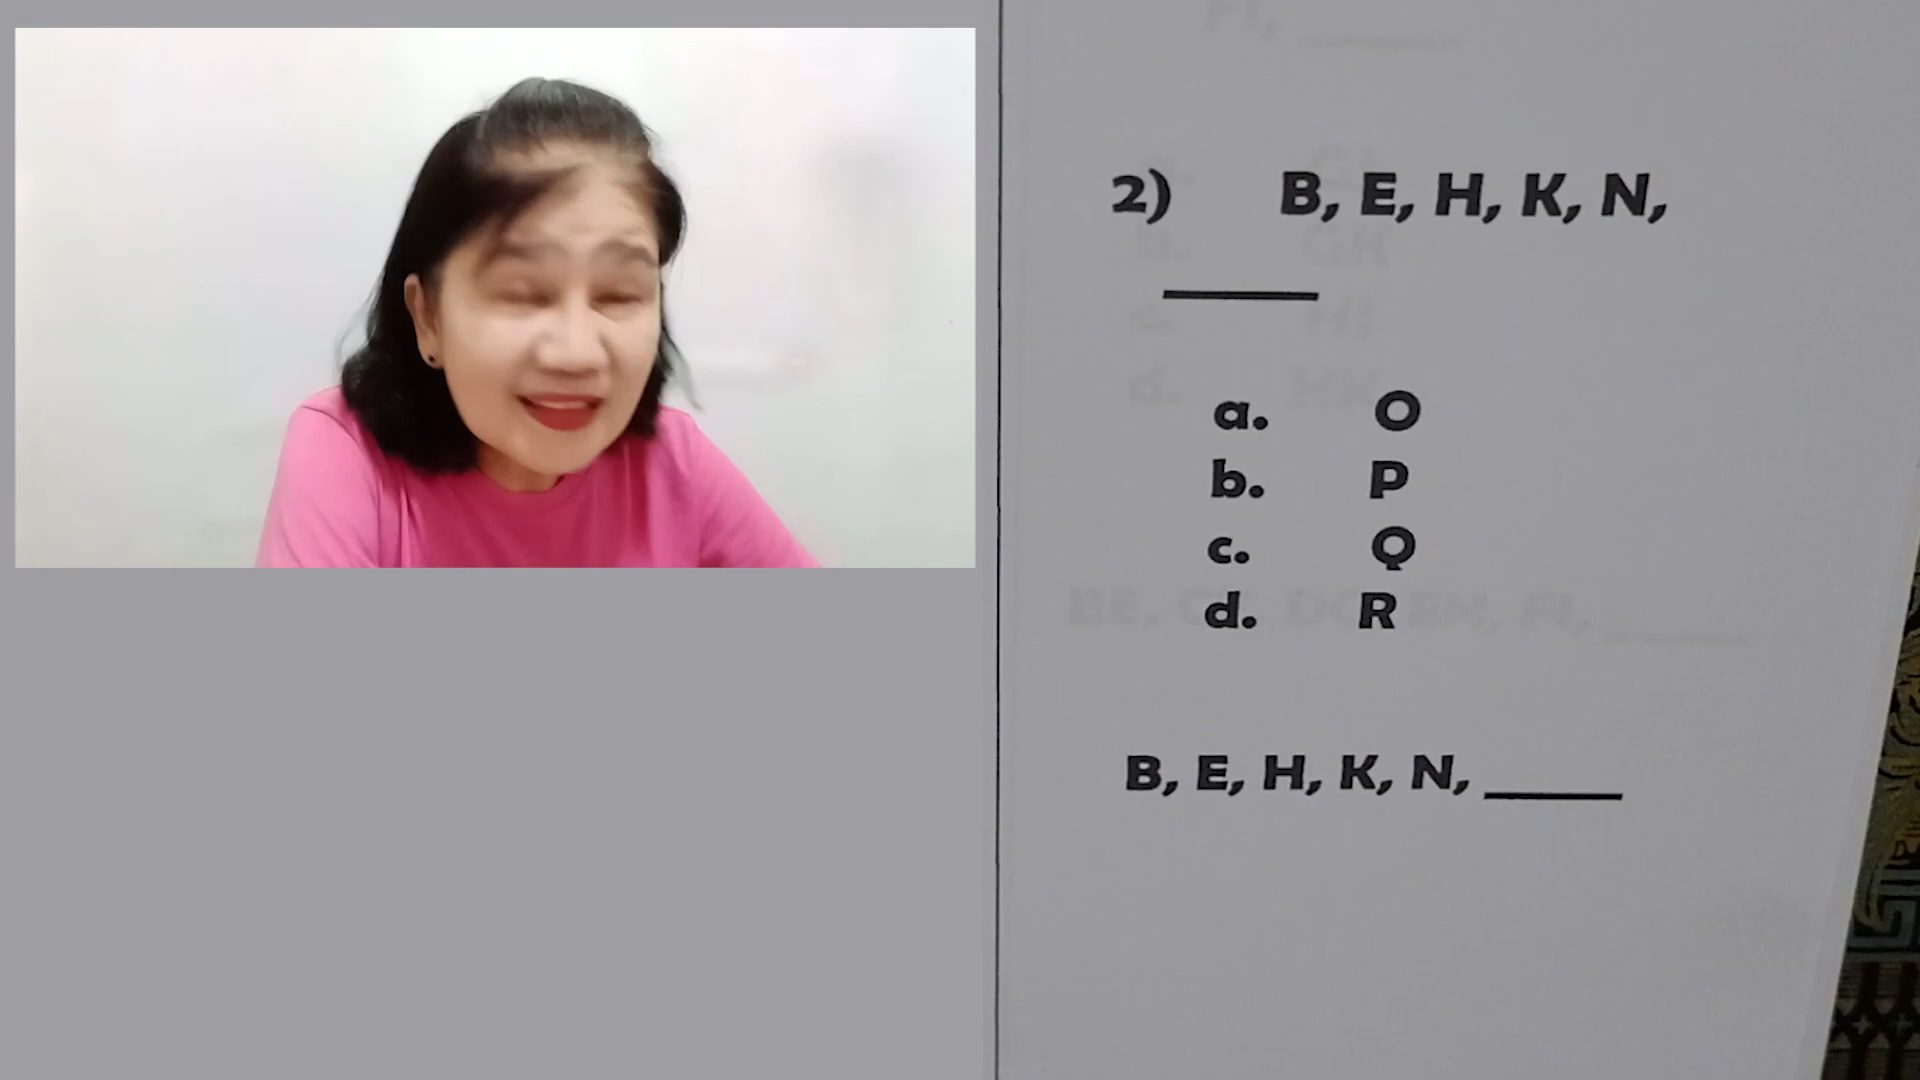 2) B, E, H, K, N,
______
a. O
b. P
c. Q
d. R
B, E, H, K, N, ______